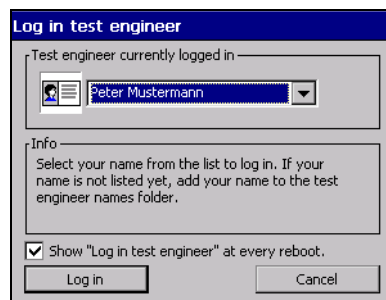 Log in test engineer
Test engineer currently logged in
Peter Mustermann
Info
Select your name from the list to log in. If your
name is not listed yet, add your name to the test
engineer names folder.
Show "Log in test engineer" at every reboot.
Log in
Cancel